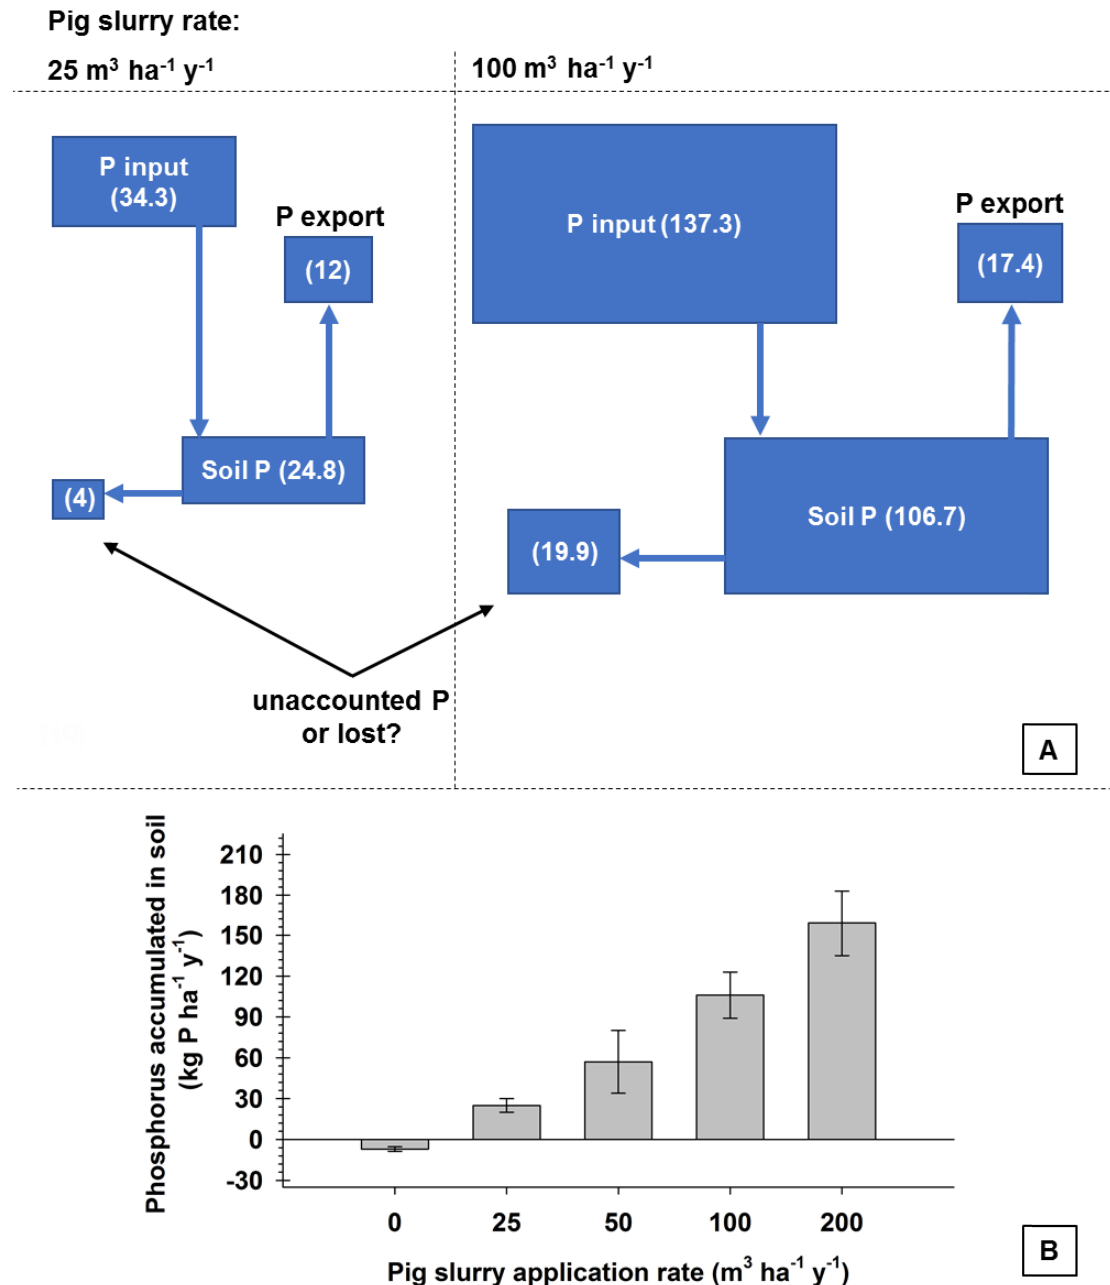 Pig slurry rate:
25 m³ ha⁻¹ y⁻¹
100 m³ ha⁻¹ y⁻¹
P input
(34.3)
P export
(12)
Soil P (24.8)
(4)
P input (137.3)
P export
(17.4)
Soil P (106.7)
(19.9)
unaccounted P
or lost?
A
Phosphorus accumulated in soil
(kg P ha⁻¹ y⁻¹)
210
180
150
120
90
60
30
0
-30
0 25 50 100 200
Pig slurry application rate (m³ ha⁻¹ y⁻¹)
B